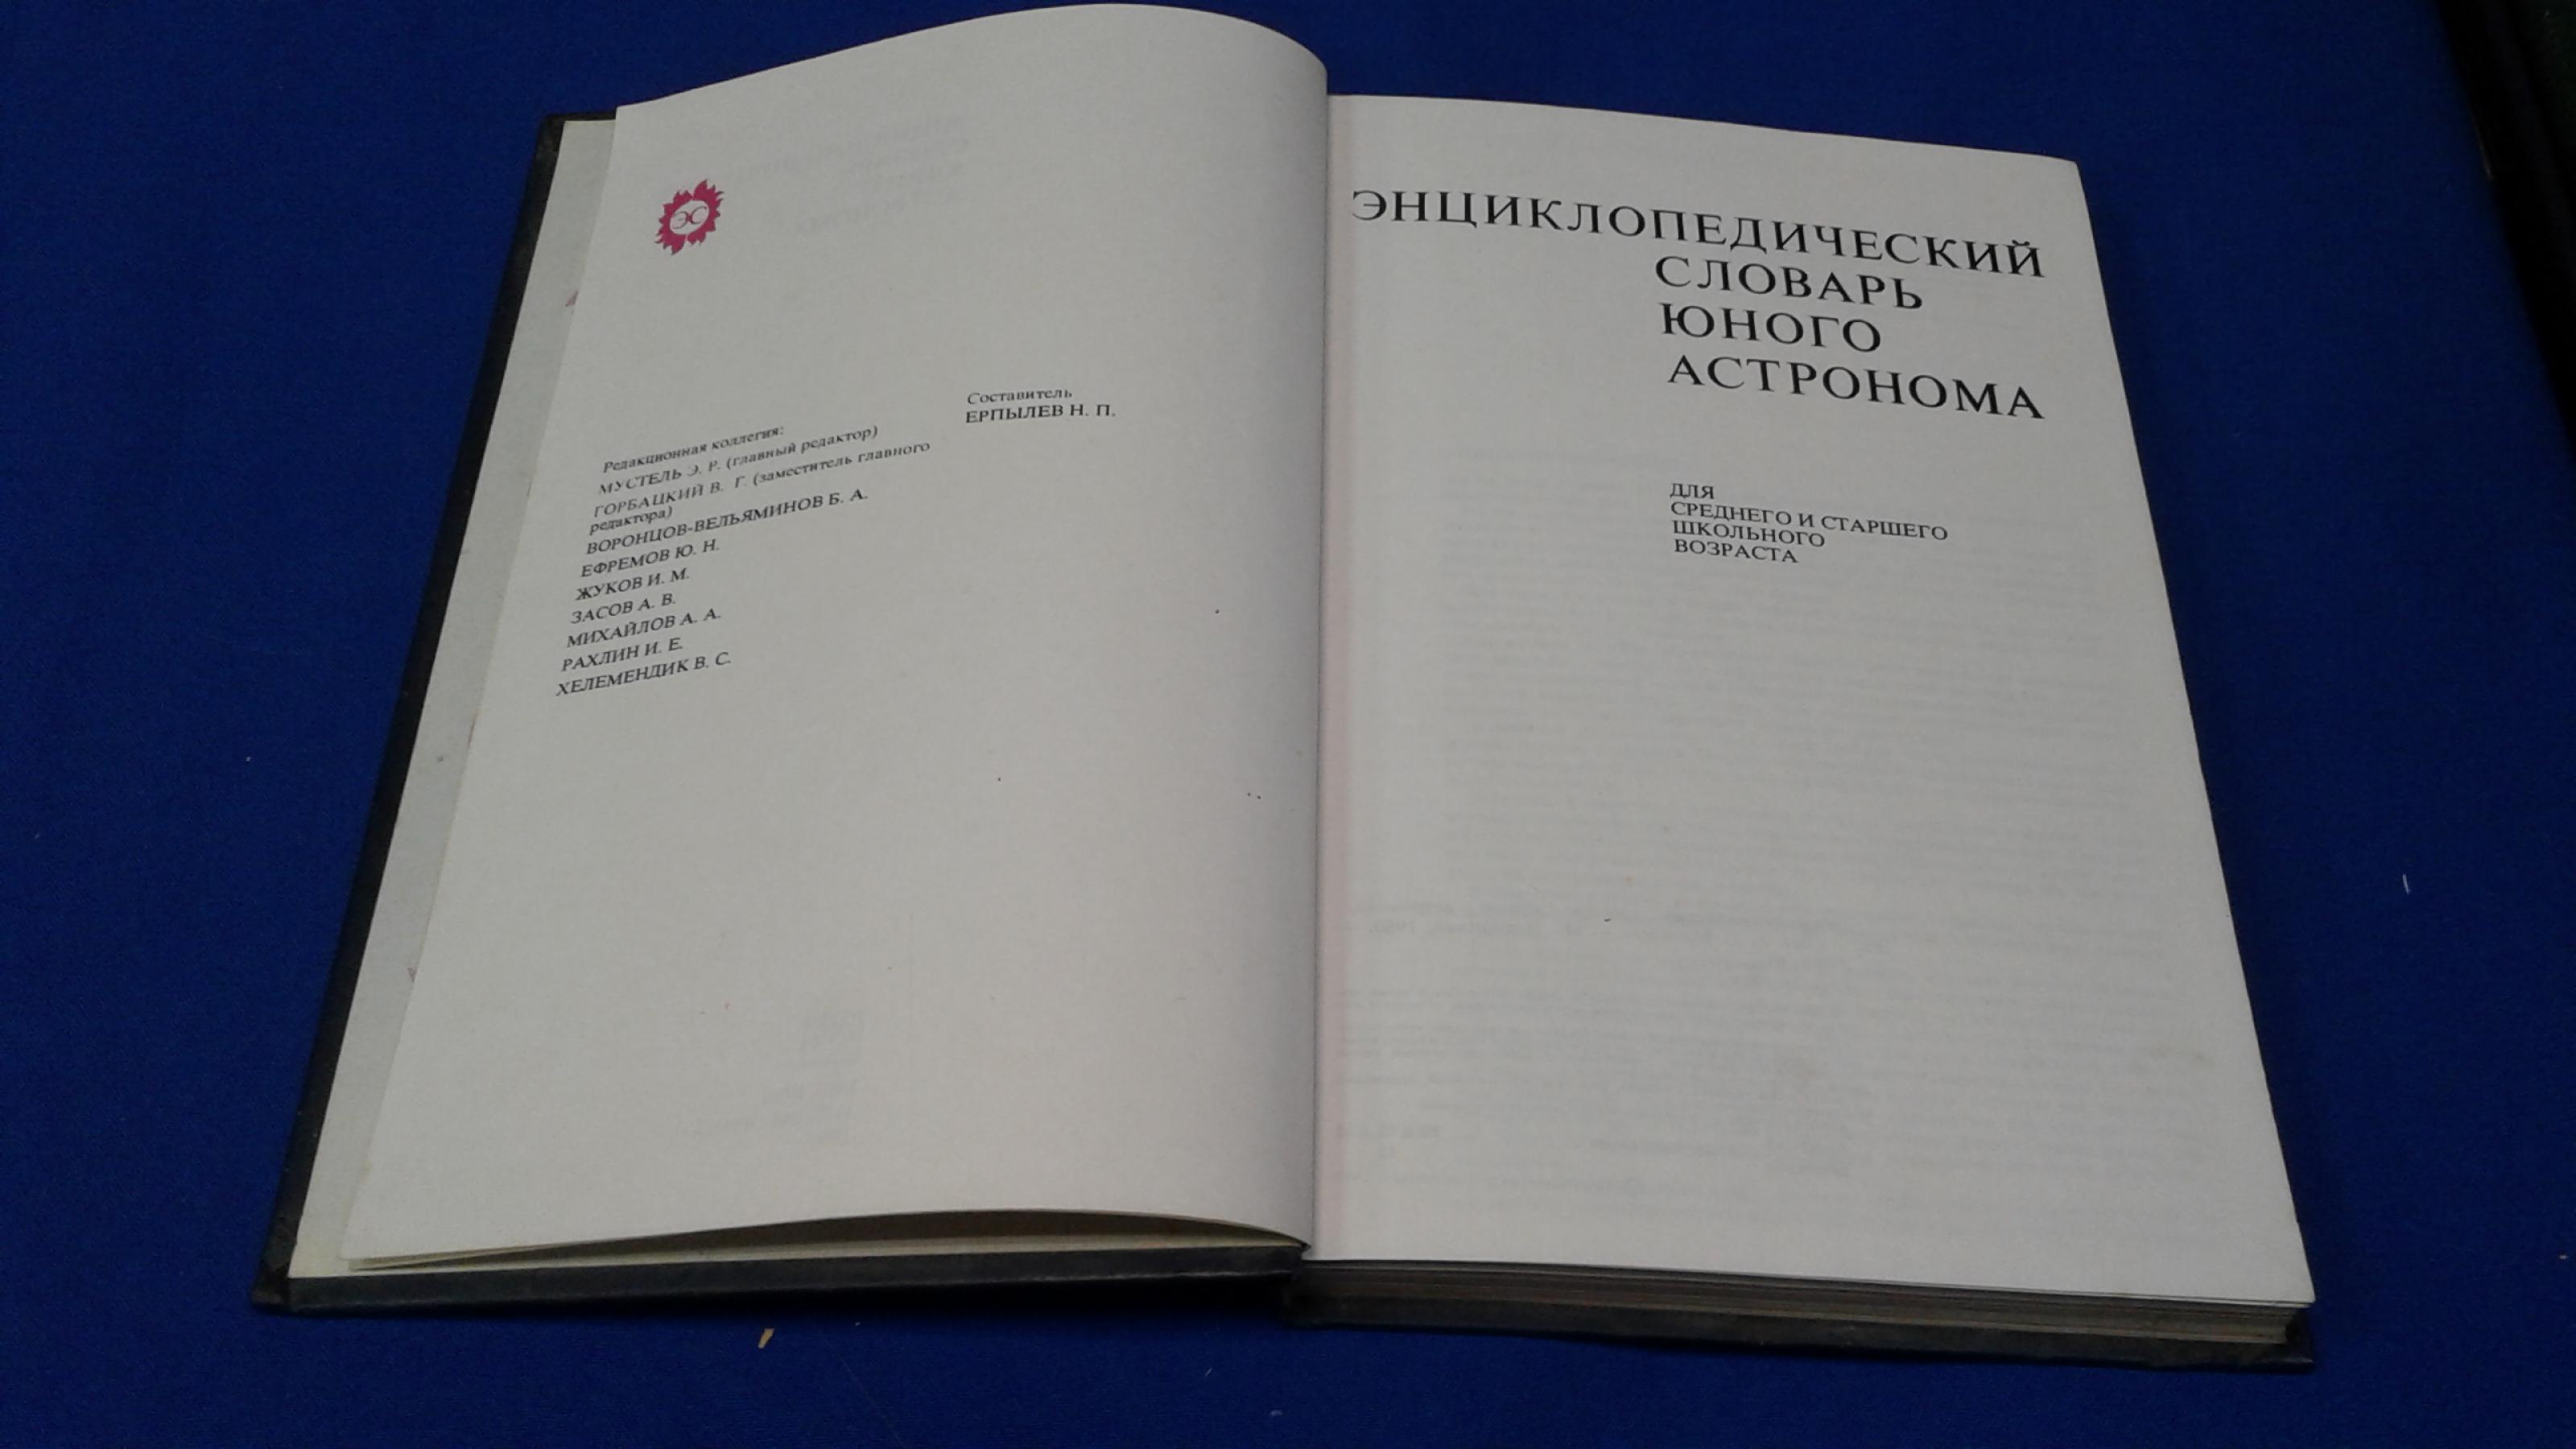 ЭС
Составитель
ЕРПЫЛЕВ Н. П.
Редакционная коллегия:
МУСТЕЛЬ Э. Р. (главный редактор)
ГОРБАЦКИЙ В. Г. (заместитель главного
редактора)
ВОРОНЦОВ-ВЕЛЬЯМИНОВ Б. А.
ЕФРЕМОВ Ю. Н.
ЖУКОВ И. М.
ЗАСОВ А. В.
МИХАЙЛОВ А. А.
РАХЛИН И. Е.
ХЕЛЕМЕНДИК В. С.
ЭНЦИКЛОПЕДИЧЕСКИЙ
СЛОВАРЬ
ЮНОГО
АСТРОНОМА
ДЛЯ
СРЕДНЕГО И СТАРШЕГО
ШКОЛЬНОГО
ВОЗРАСТА